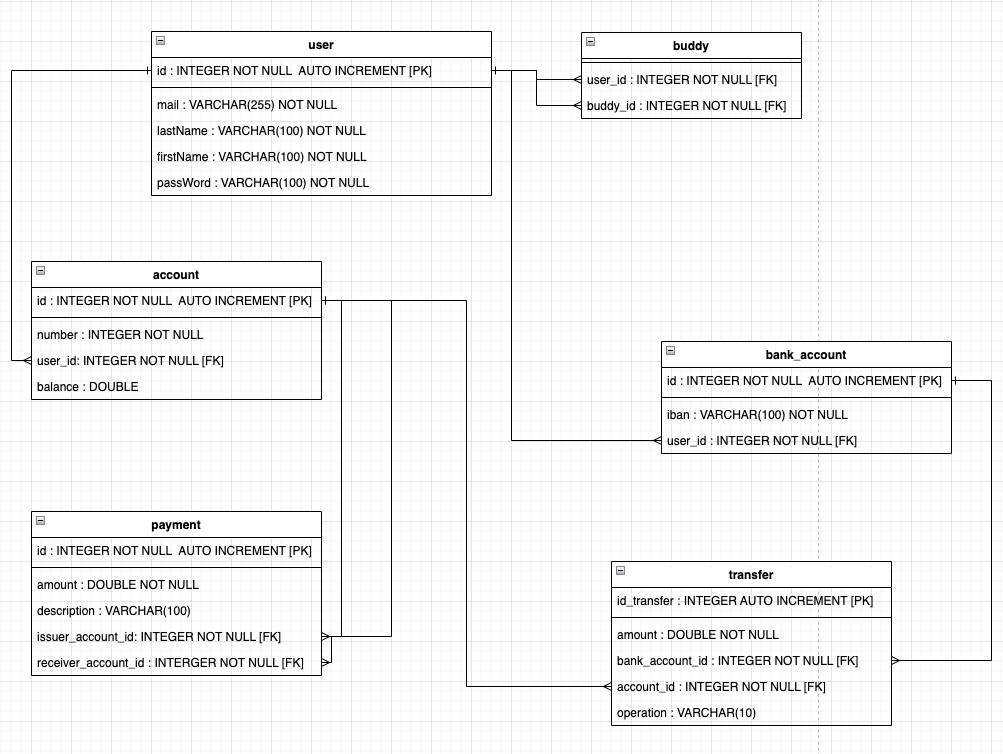 user
id : INTEGER NOT NULL  AUTO INCREMENT [PK]
mail : VARCHAR(255) NOT NULL
lastName : VARCHAR(100) NOT NULL
firstName : VARCHAR(100) NOT NULL
passWord : VARCHAR(100) NOT NULL
buddy
user_id : INTEGER NOT NULL [FK]
buddy_id : INTEGER NOT NULL [FK]
account
id : INTEGER NOT NULL  AUTO INCREMENT [PK]
number : INTEGER NOT NULL
user_id: INTEGER NOT NULL [FK]
balance : DOUBLE
bank_account
id : INTEGER NOT NULL  AUTO INCREMENT [PK]
iban : VARCHAR(100) NOT NULL
user_id : INTEGER NOT NULL [FK]
payment
id : INTEGER NOT NULL  AUTO INCREMENT [PK]
amount : DOUBLE NOT NULL
description : VARCHAR(100)
issuer_account_id: INTEGER NOT NULL [FK]
receiver_account_id : INTERGER NOT NULL [FK]
transfer
id_transfer : INTEGER AUTO INCREMENT [PK]
amount : DOUBLE NOT NULL
bank_account_id : INTEGER NOT NULL [FK]
account_id : INTEGER NOT NULL [FK]
operation : VARCHAR(10)